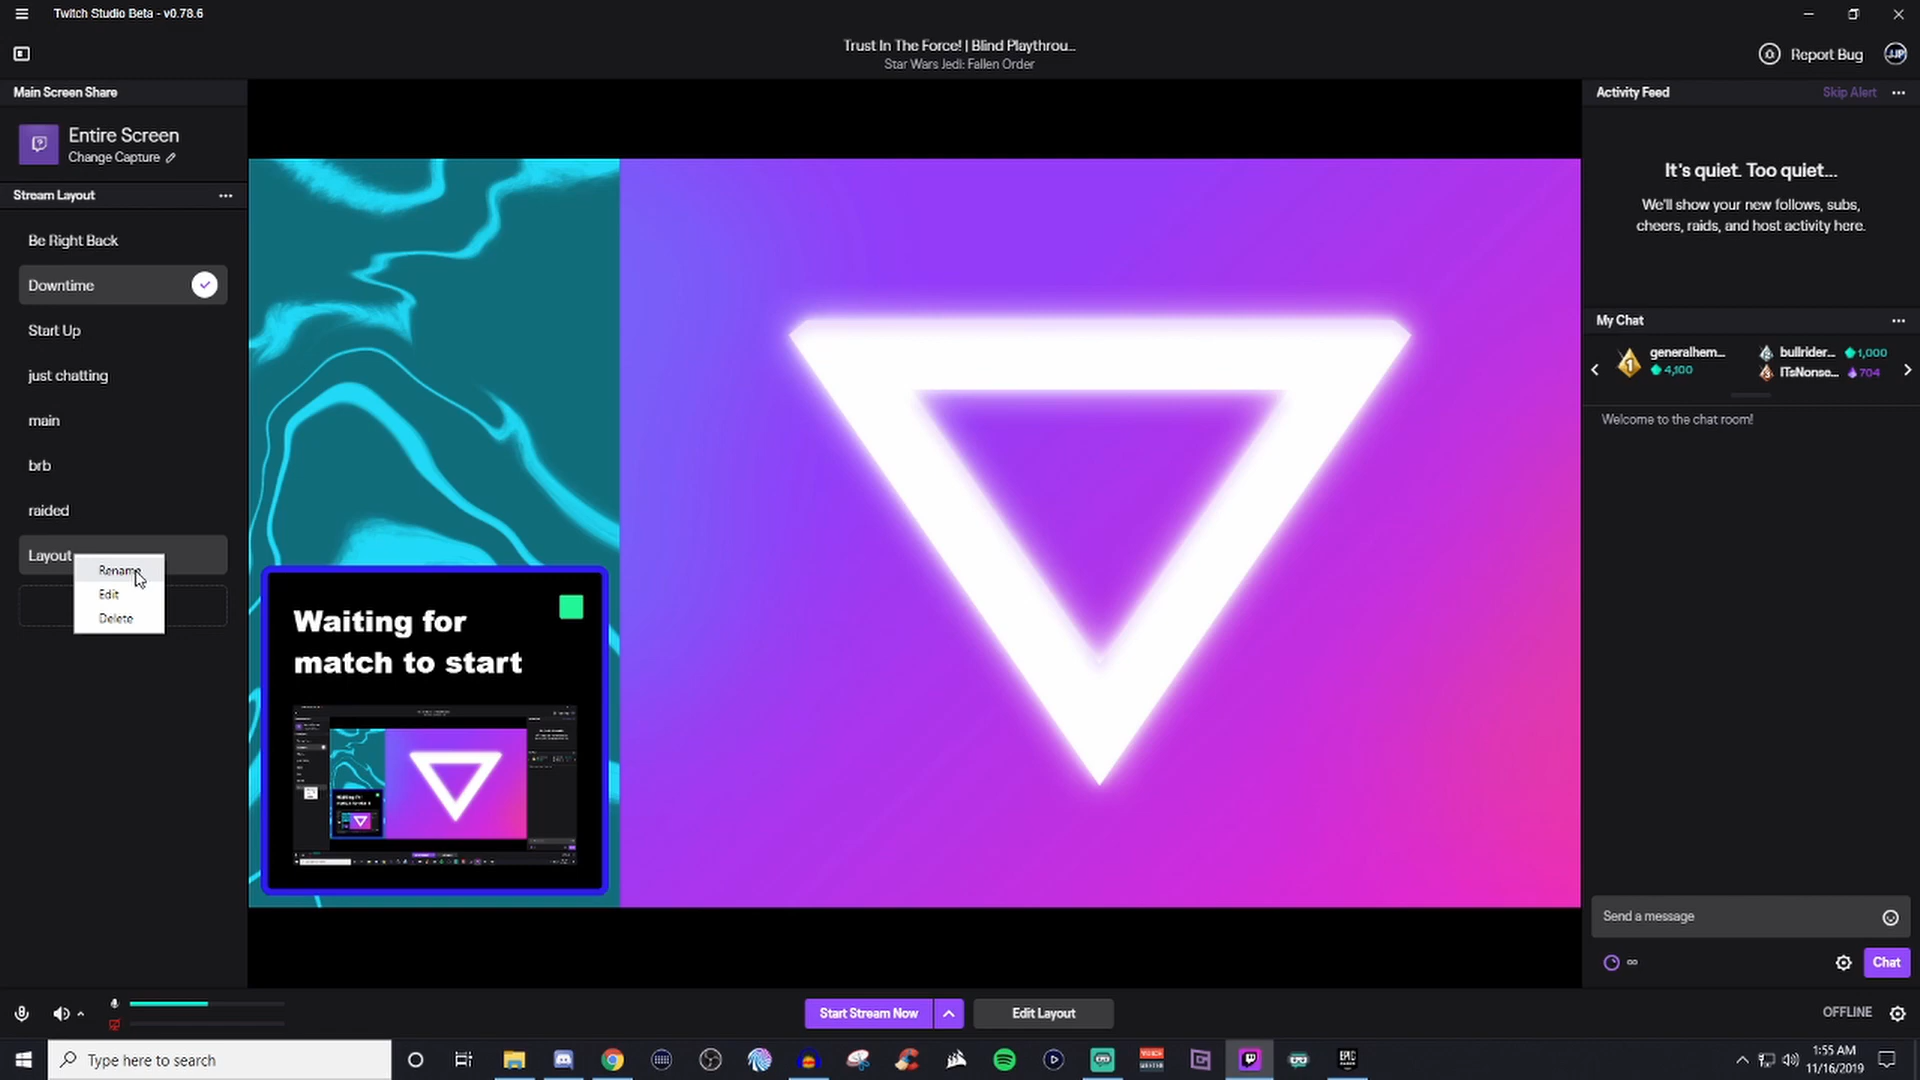 Twitch Studio Beta - v0.78.6
Trust In The Force! | Blind Playthrou...
Star Wars Jedi: Fallen Order
Report Bug
Main Screen Share
Entire Screen
Change Capture
Stream Layout
Be Right Back
Downtime
Start Up
just chatting
main
brb
raided
Layout
Rename
Edit
Delete
Waiting for
match to start
Activity Feed
Skip Alert
It's quiet. Too quiet...
We'll show your new follows, subs,
cheers, raids, and host activity here.
My Chat
1
generalhem...
4,100
bullrider...
1,000
ITsNonse...
704
Welcome to the chat room!
Send a message
Chat
Start Stream Now
Edit Layout
OFFLINE
Type here to search
EPIC
GAMES
1:55 AM
11/16/2019